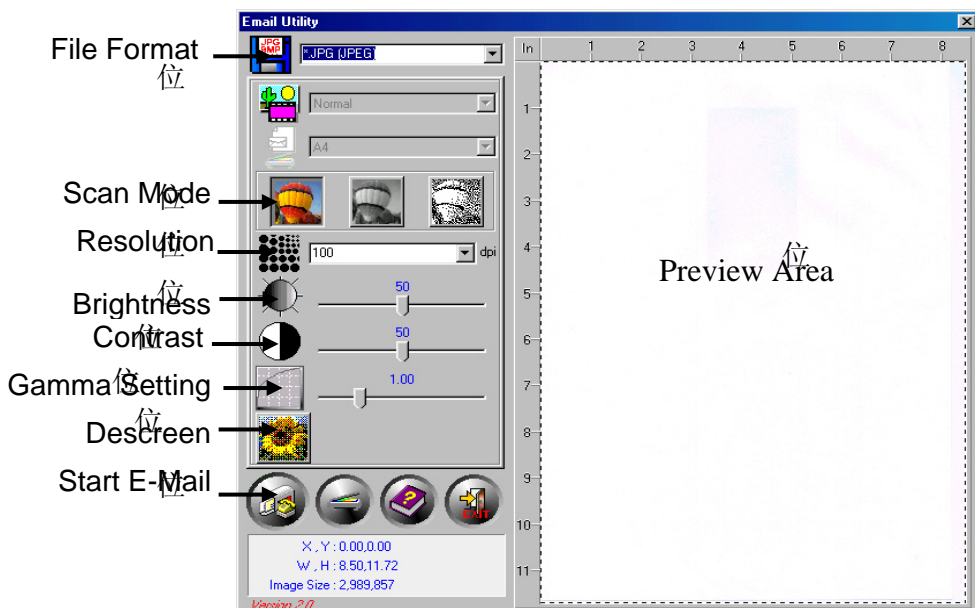 Email Utility
File Format
位
JPG
BMP
*.JPG (JPEG)
Normal
A4
Scan Mode
位
Resolution
位
100
dpi
Brightness
位
50
Contrast
位
50
Gamma Setting
位
1.00
Descreen
位
Start E-Mail
位
?
EXIT
X , Y : 0.00,0.00
W , H : 8.50,11.72
Image Size : 2,989,857
Version 2.0
In 1 2 3 4 5 6 7 8
1
2
3
4
5
6
7
8
9
10
11
位
Preview Area